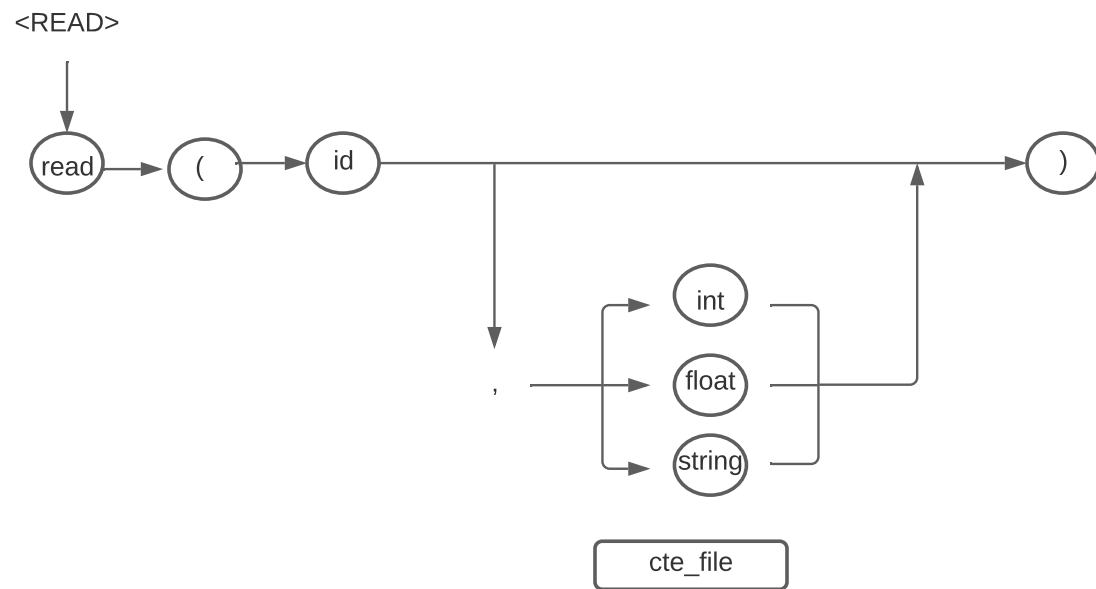 <READ>
read
(
id
)
int
float
,
string
cte_file